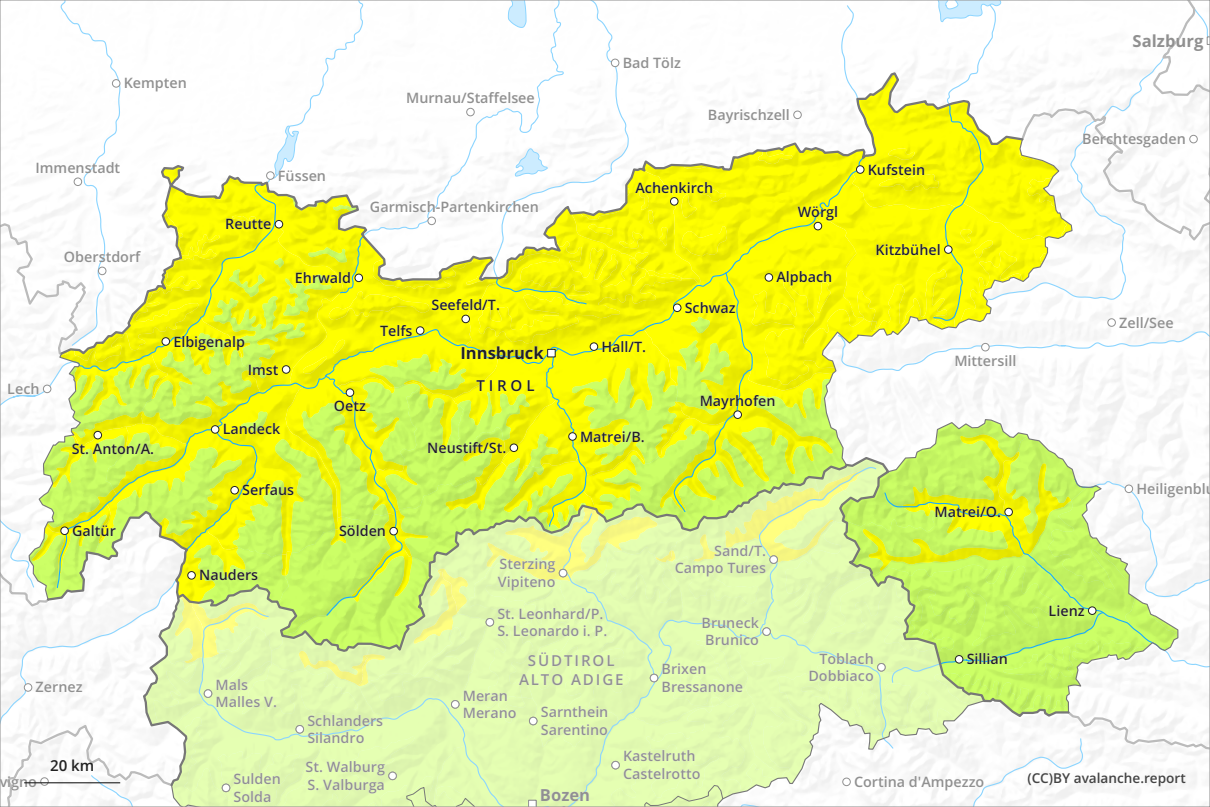 Salzburg
Bad Tölz
Kempten
Murnau/Staffelsee
Bayrischzell
Berchtesgaden
Immenstadt
Füssen
Kufstein
Achenkirch
Garmisch-Partenkirchen
Wörgl
Reutte
Kitzbühel
Oberstdorf
Ehrwald
Alpbach
Seefeld/T.
Schwaz
Telfs
Zell/See
Elbigenalp
Innsbruck
Hall/T.
Mittersill
Imst
TIROL
Lech
Oetz
Mayrhofen
Landeck
Matrei/B.
St. Anton/A.
Neustift/St.
Serfaus
Heiligenblu
Matrei/O.
Galtür
Sölden
Sterzing
Vipiteno
Sand/T.
Campo Tures
Nauders
Lienz
St. Leonhard/P.
S. Leonardo i. P.
Bruneck
Brunico
SÜDTIROL
ALTO ADIGE
Sillian
Toblach
Dobbiaco
Brixen
Bressanone
Zernez
Mals
Malles V.
Meran
Merano
Sarnthein
Sarentino
Schlanders
Silandro
Kastelruth
Castelrotto
St. Walburg
S. Valburga
20 km
vigno
Sulden
Solda
Cortina d'Ampezzo
(CC)BY avalanche.report
Bozen